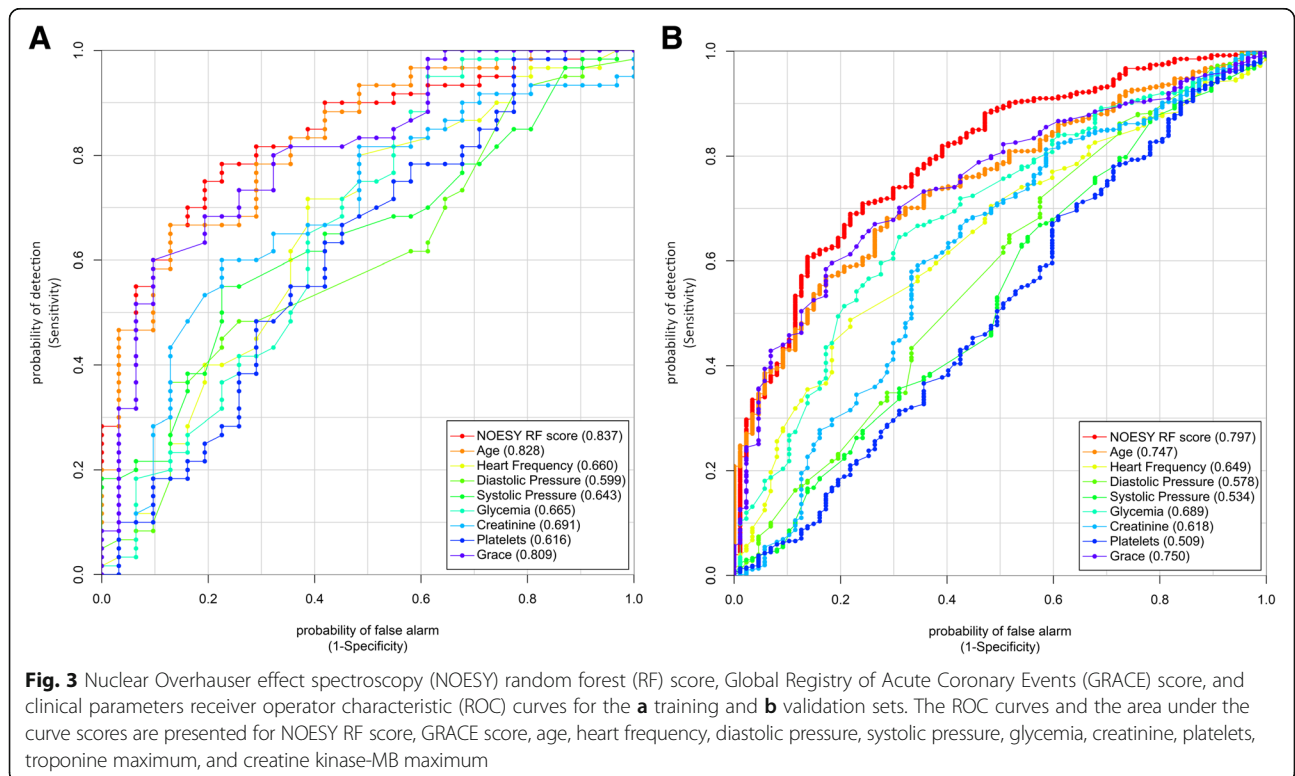 A
1.0
0.8
0.6
0.4
0.2
0.0
probability of detection
(Sensitivity)
NOESY RF score (0.837)
Age (0.828)
Heart Frequency (0.660)
Diastolic Pressure (0.599)
Systolic Pressure (0.643)
Glycemia (0.665)
Creatinine (0.691)
Platelets (0.616)
Grace (0.809)
0.0 0.2 0.4 0.6 0.8 1.0
probability of false alarm
(1-Specificity)
B
1.0
0.8
0.6
0.4
0.2
0.0
probability of detection
(Sensitivity)
NOESY RF score (0.797)
Age (0.747)
Heart Frequency (0.649)
Diastolic Pressure (0.578)
Systolic Pressure (0.534)
Glycemia (0.689)
Creatinine (0.618)
Platelets (0.509)
Grace (0.750)
0.0 0.2 0.4 0.6 0.8 1.0
probability of false alarm
(1-Specificity)
Fig. 3 Nuclear Overhauser effect spectroscopy (NOESY) random forest (RF) score, Global Registry of Acute Coronary Events (GRACE) score, and
clinical parameters receiver operator characteristic (ROC) curves for the a training and b validation sets. The ROC curves and the area under the
curve scores are presented for NOESY RF score, GRACE score, age, heart frequency, diastolic pressure, systolic pressure, glycemia, creatinine, platelets,
troponine maximum, and creatine kinase-MB maximum